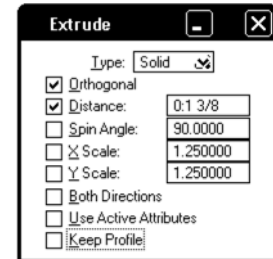 Extrude
Type: Solid
Orthogonal
Distance: 0:1 3/8
Spin Angle: 90.0000
X Scale: 1.250000
Y Scale: 1.250000
Both Directions
Use Active Attributes
Keep Profile